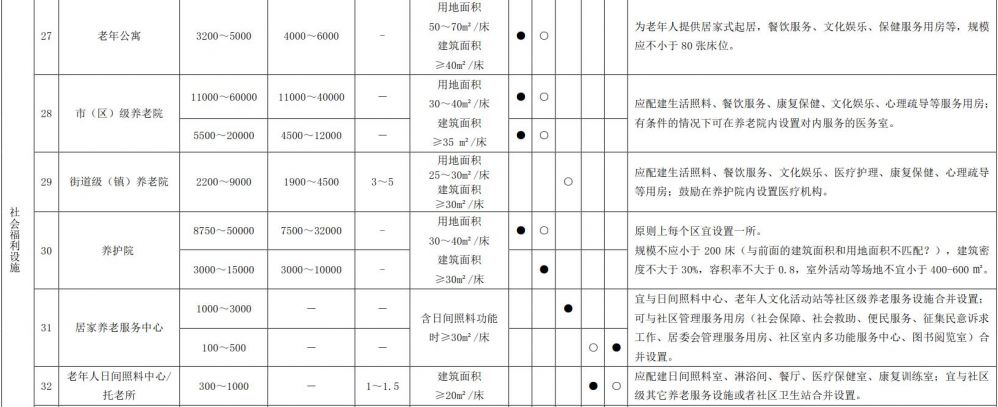 社会福利设施
27 老年公寓 3200～5000 4000～6000 - 用地面积 ● ○ 为老年人提供居家式起居，餐饮服务、文化娱乐、保健服务用房等，规模
50～70㎡/床 应不小于 80 张床位。
建筑面积
≥40㎡/床
28 市（区）级养老院 11000～60000 11000～40000 — 用地面积 ● ○ 应配建生活照料、餐饮服务、康复保健、文化娱乐、心理疏导等服务用房；
30～40㎡/床 有条件的情况下可在养老院内设置对内服务的医务室。
5500～20000 4500～12000 — 建筑面积 ● ○
≥35 ㎡/床
29 街道级（镇）养老院 2200～9000 1900～4500 3～5 用地面积 ○ 应配建生活照料、餐饮服务、文化娱乐、医疗护理、康复保健、心理疏导
25～30㎡/床 等用房；鼓励在养护院内设置医疗机构。
建筑面积
≥30㎡/床
30 养护院 8750～50000 7500～32000 - 用地面积 ● ○ 原则上每个区宜设置一所。
30～40㎡/床 规模不应小于 200 床（与前面的建筑面积和用地面积不匹配？），建筑密
3000～15000 3000～10000 - 建筑面积 ● 度不大于 30%，容积率不大于 0.8，室外活动等场地不宜小于 400-600 ㎡。
≥30㎡/床
31 居家养老服务中心 1000～3000 — — 含日间照料功能 ● 宜与日间照料中心、老年人文化活动站等社区级养老服务设施合并设置；
时≥30㎡/床 可与社区管理服务用房（社会保障、社会救助、便民服务、征集民意诉求
100～500 — — ○ ● 工作、居委会管理服务用房、社区室内多功能服务中心、图书阅览室）合
并设置。
32 老年人日间照料中心/ 300～1000 — 1～1.5 建筑面积 ● ○ 应配建日间照料室、淋浴间、餐厅、医疗保健室、康复训练室；宜与社区
托老所 ≥20㎡/床 级其它养老服务设施或者社区卫生站合并设置。